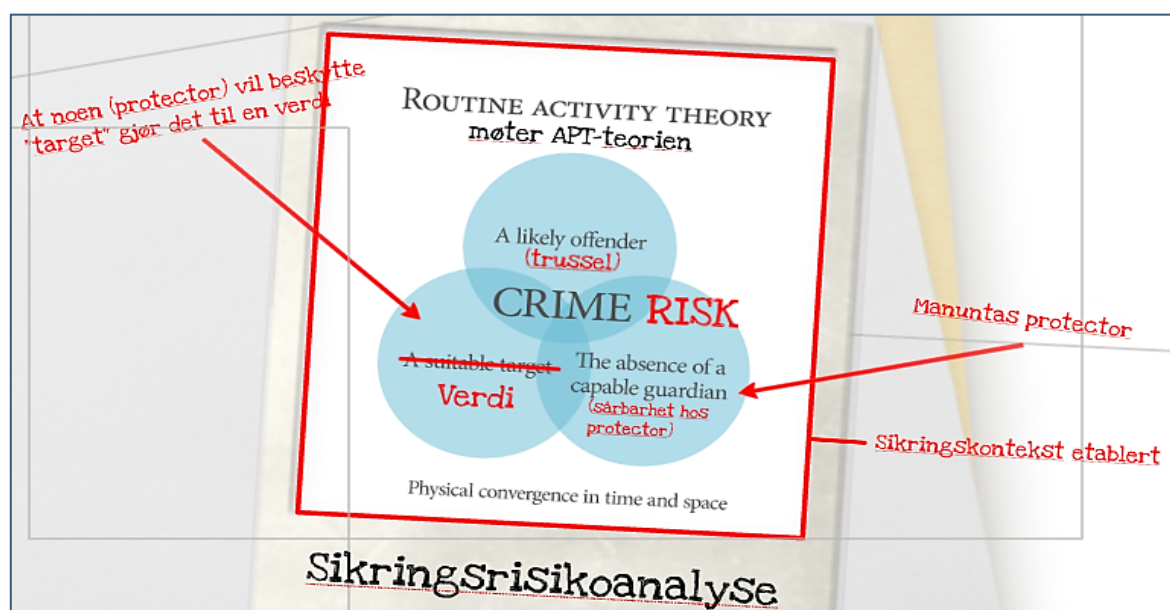 At noen (protector) vil beskytte
"target" gjør det til en verdi
ROUTINE ACTIVITY THEORY
møter APT-teorien
A likely offender
(trussel)
CRIME RISK
A suitable target
Verdi
The absence of a
capable guardian
(sårbarhet hos
protector)
Manuntas protector
Sikringskontekst etablert
Physical convergence in time and space
Sikringsrisikoanalyse